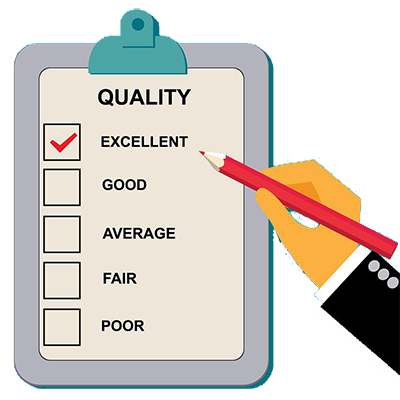 QUALITY
EXCELLENT
GOOD
AVERAGE
FAIR
POOR